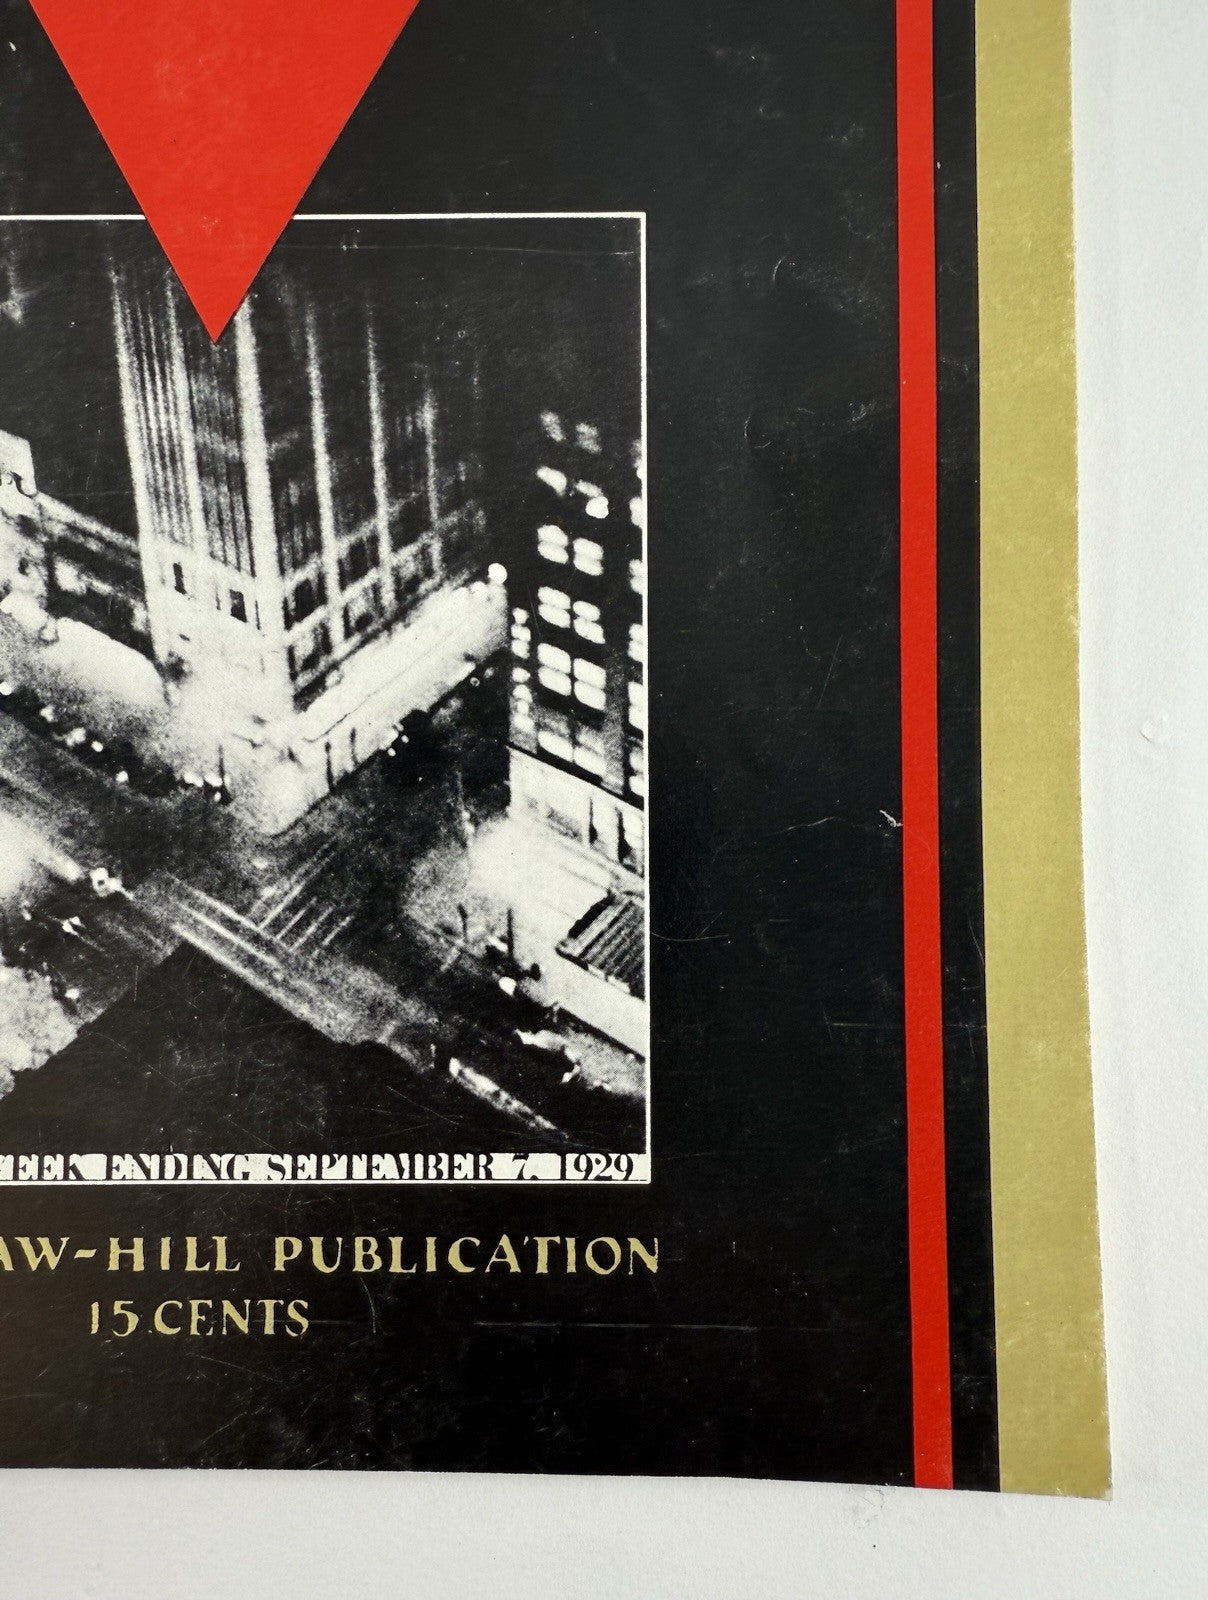 EEK ENDING SEPTEMBER 7, 1929
AW-HILL PUBLICATION
15 CENTS